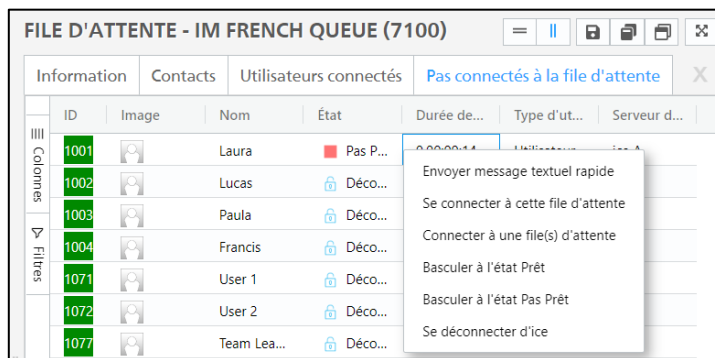 FILE D'ATTENTE - IM FRENCH QUEUE (7100)
Information Contacts Utilisateurs connectés Pas connectés à la file d'attente X
ID Image Nom État Durée de... Type d'ut... Serveur d...
Colonnes
Filtres
1001 Laura Pas P... 0.00:00:14 Utilisateur ice A
1002 Lucas Déco...
1003 Paula Déco...
1004 Francis Déco...
1071 User 1 Déco...
1072 User 2 Déco...
1077 Team Lea... Déco...
Envoyer message textuel rapide
Se connecter à cette file d'attente
Connecter à une file(s) d'attente
Basculer à l'état Prêt
Basculer à l'état Pas Prêt
Se déconnecter d'ice